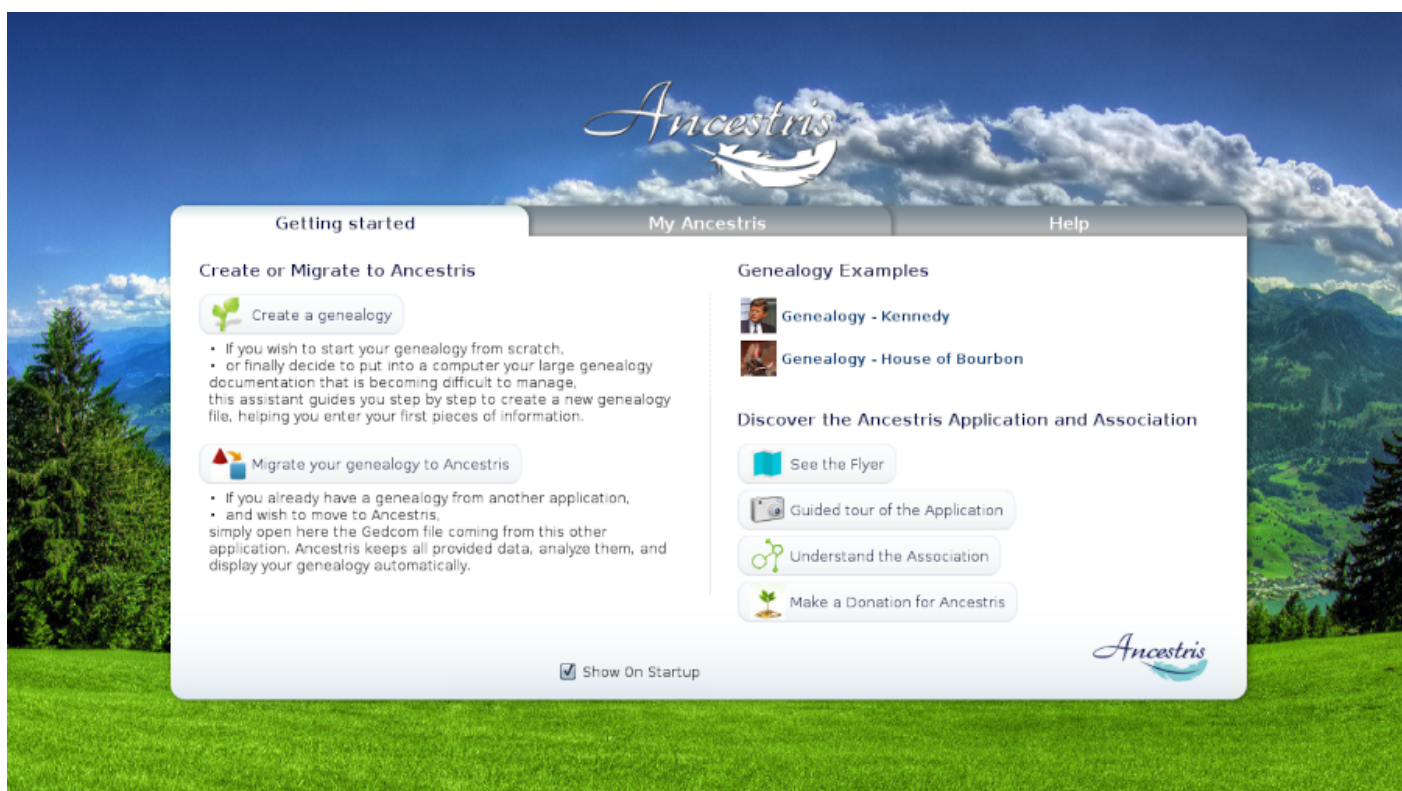 Ancestris
Getting started
My Ancestris
Help
Create or Migrate to Ancestris
Create a genealogy
• If you wish to start your genealogy from scratch,
• or finally decide to put into a computer your large genealogy
documentation that is becoming difficult to manage,
this assistant guides you step by step to create a new genealogy
file, helping you enter your first pieces of information.
Migrate your genealogy to Ancestris
• If you already have a genealogy from another application,
• and wish to move to Ancestris,
simply open here the Gedcom file coming from this other
application. Ancestris keeps all provided data, analyze them, and
display your genealogy automatically.
Genealogy Examples
Genealogy - Kennedy
Genealogy - House of Bourbon
Discover the Ancestris Application and Association
See the Flyer
Guided tour of the Application
Understand the Association
Make a Donation for Ancestris
Ancestris
Show On Startup